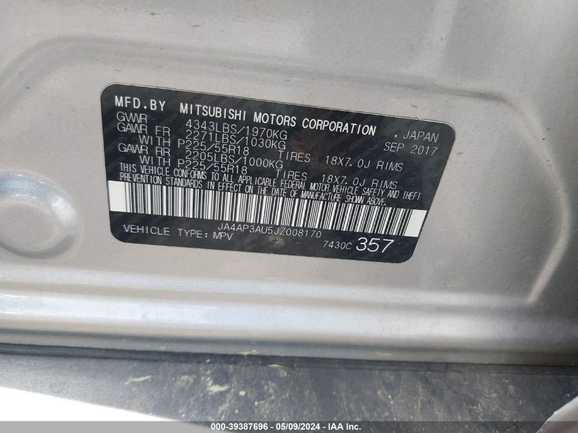 MFD.BY MITSUBISHI MOTORS CORPORATION , JAPAN
GVWR 4343LBS/1970KG SEP 2017
GAWR FR 2271LBS/1030KG
WITH P225/55R18 TIRES 18X7.0J RIMS
GAWR RR 2205LBS/1000KG
WITH P225/55R18 TIRES 18X7.0J RIMS
THIS VEHICLE CONFORMS TO ALL APPLICABLE FEDERAL MOTOR VEHICLE SAFETY AND THEFT
PREVENTION STANDARDS IN EFFECT ON THE DATE OF MANUFACTURE SHOWN ABOVE.
JA4AP3AU5JZ008170
VEHICLE TYPE: MPV 7430C 357
000-39387696 - 05/09/2024 - IAA Inc.